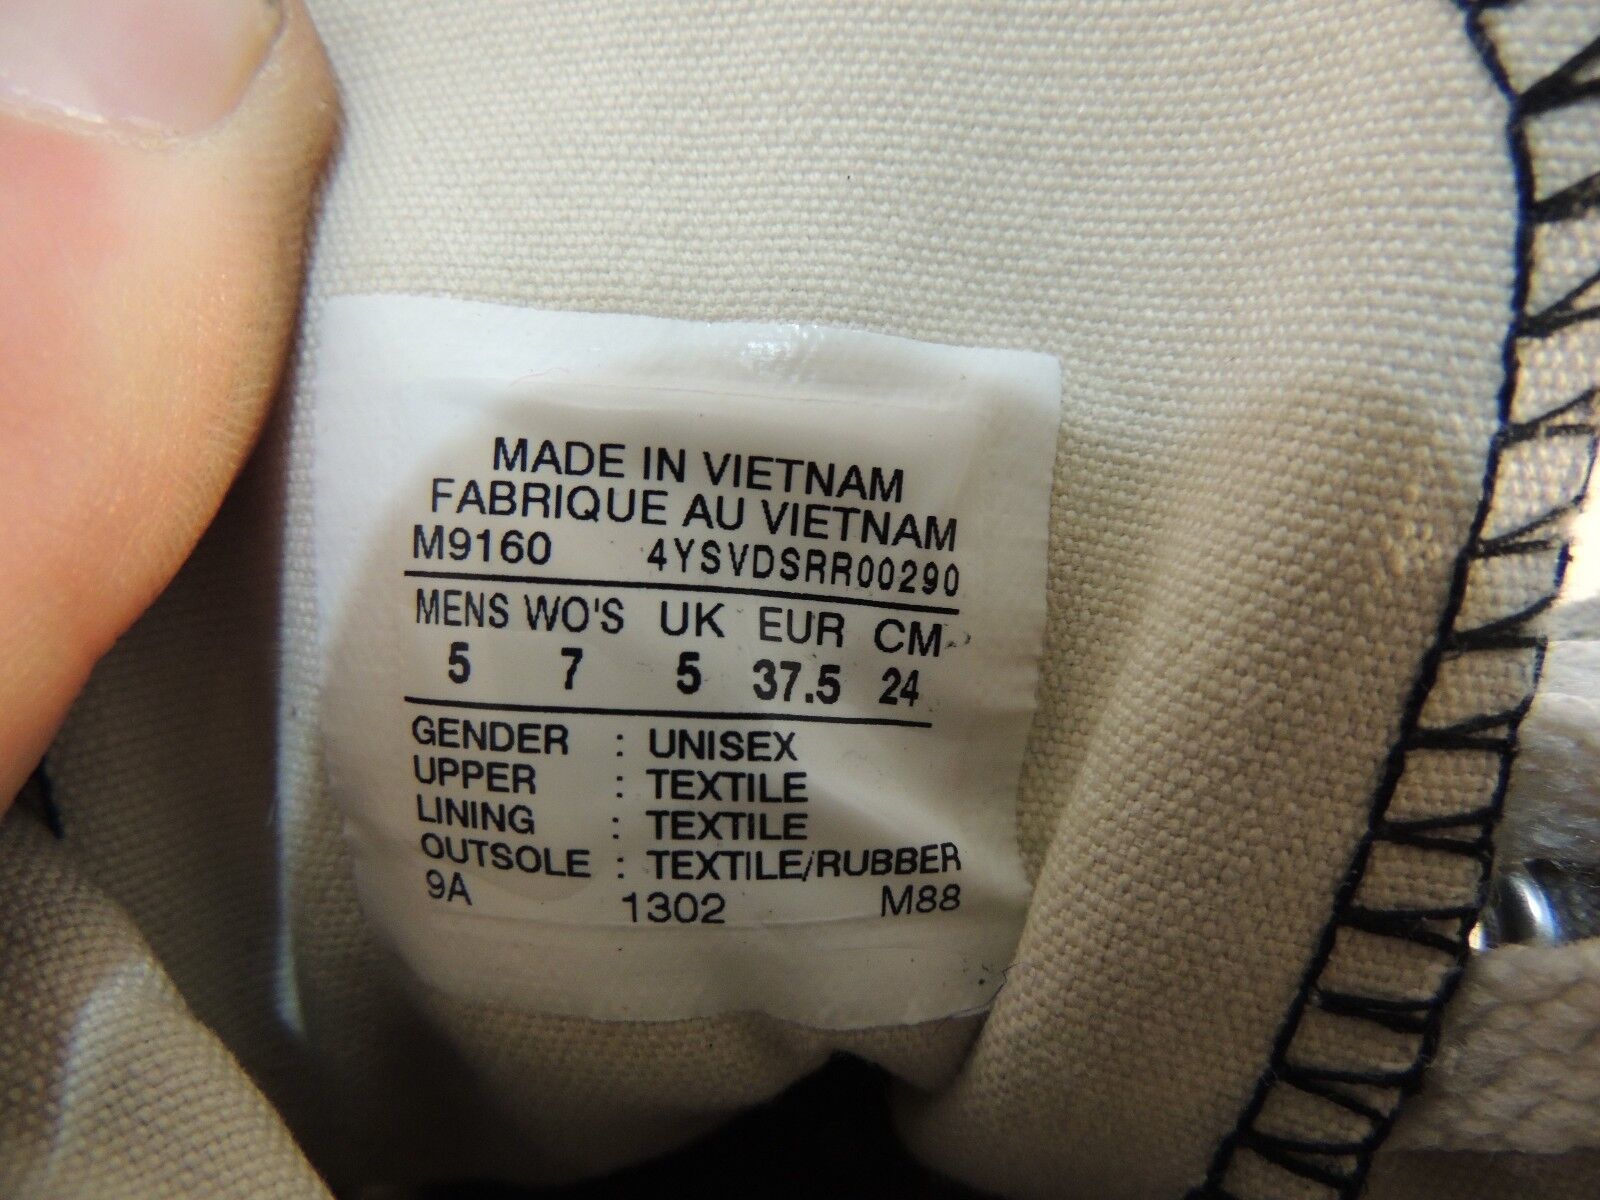 MADE IN VIETNAM
FABRIQUE AU VIETNAM
M9160 4YSVDSRR00290
MENS WO'S UK EUR CM
5 7 5 37.5 24
GENDER : UNISEX
UPPER : TEXTILE
LINING : TEXTILE
OUTSOLE : TEXTILE/RUBBER
9A 1302 M88